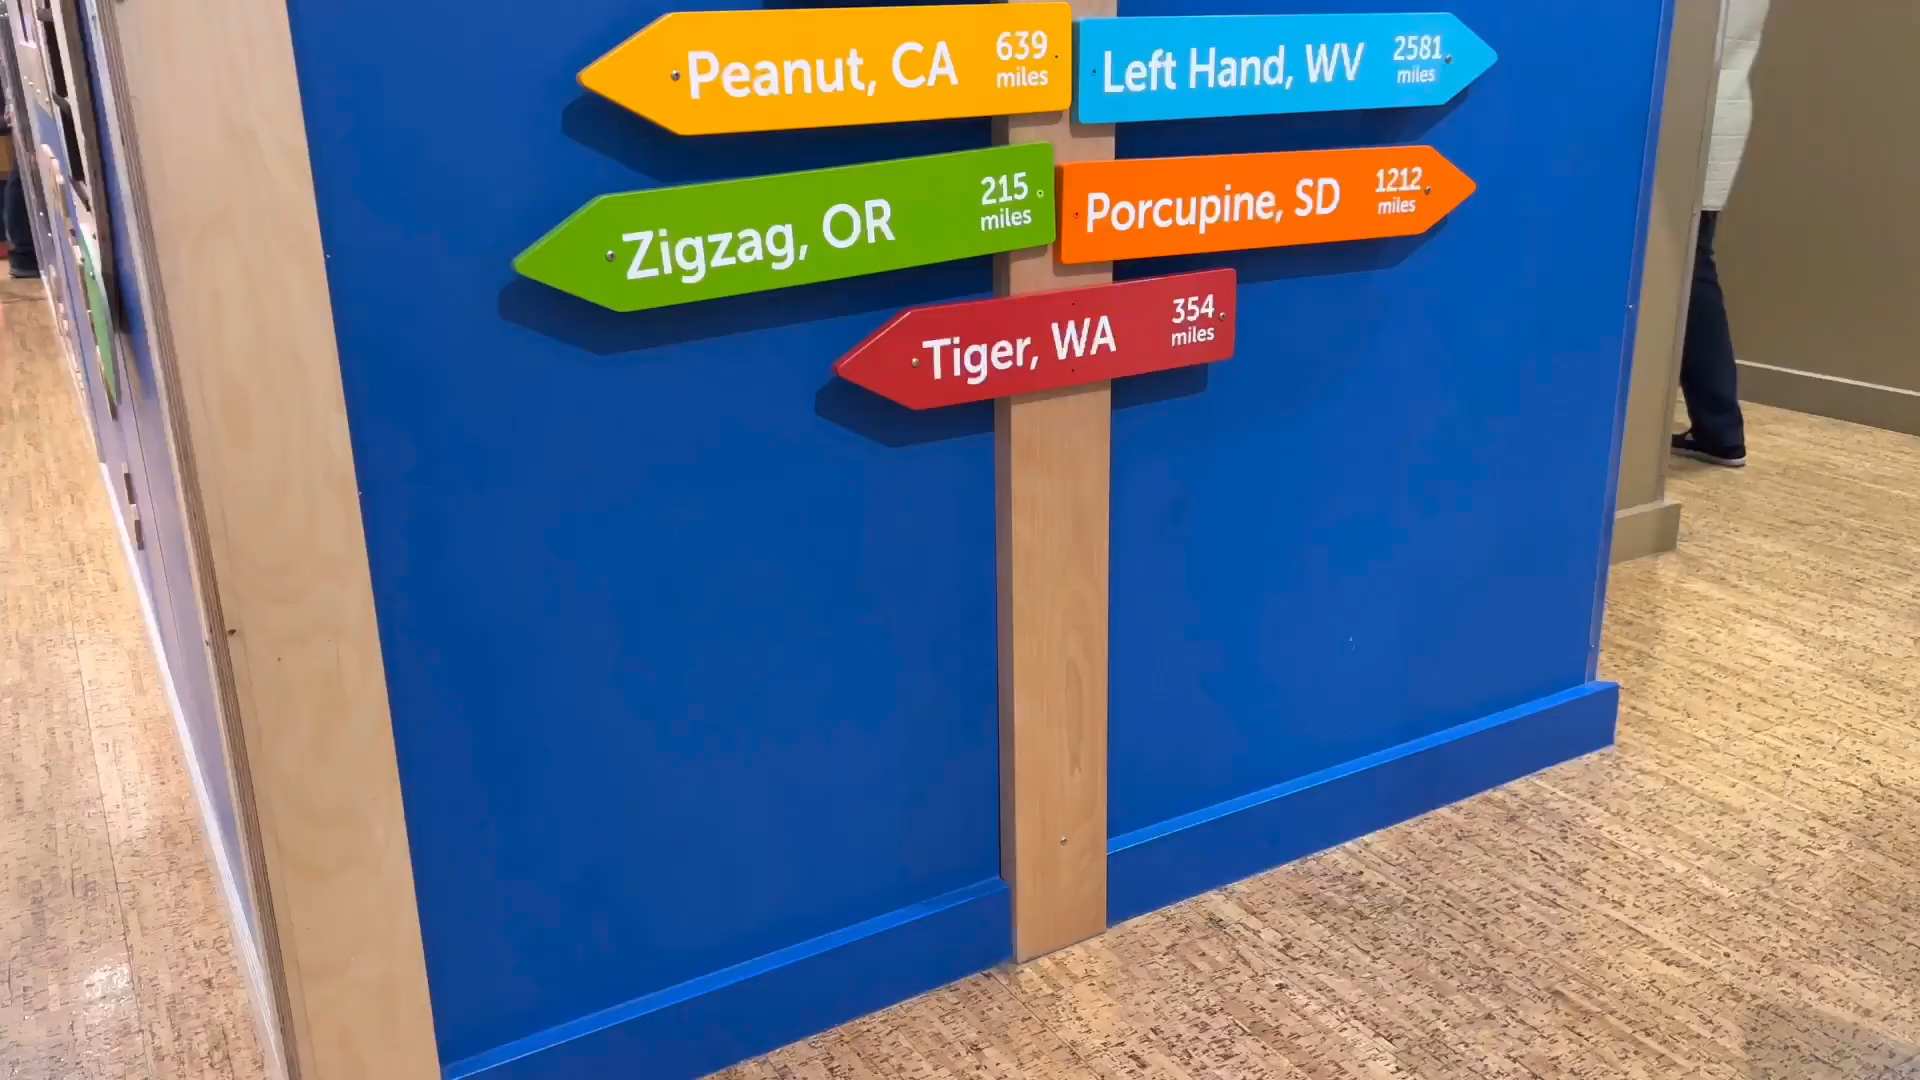 Peanut, CA 639 miles
Left Hand, WV 2581 miles
Zigzag, OR 215 miles
Porcupine, SD 1212 miles
Tiger, WA 354 miles